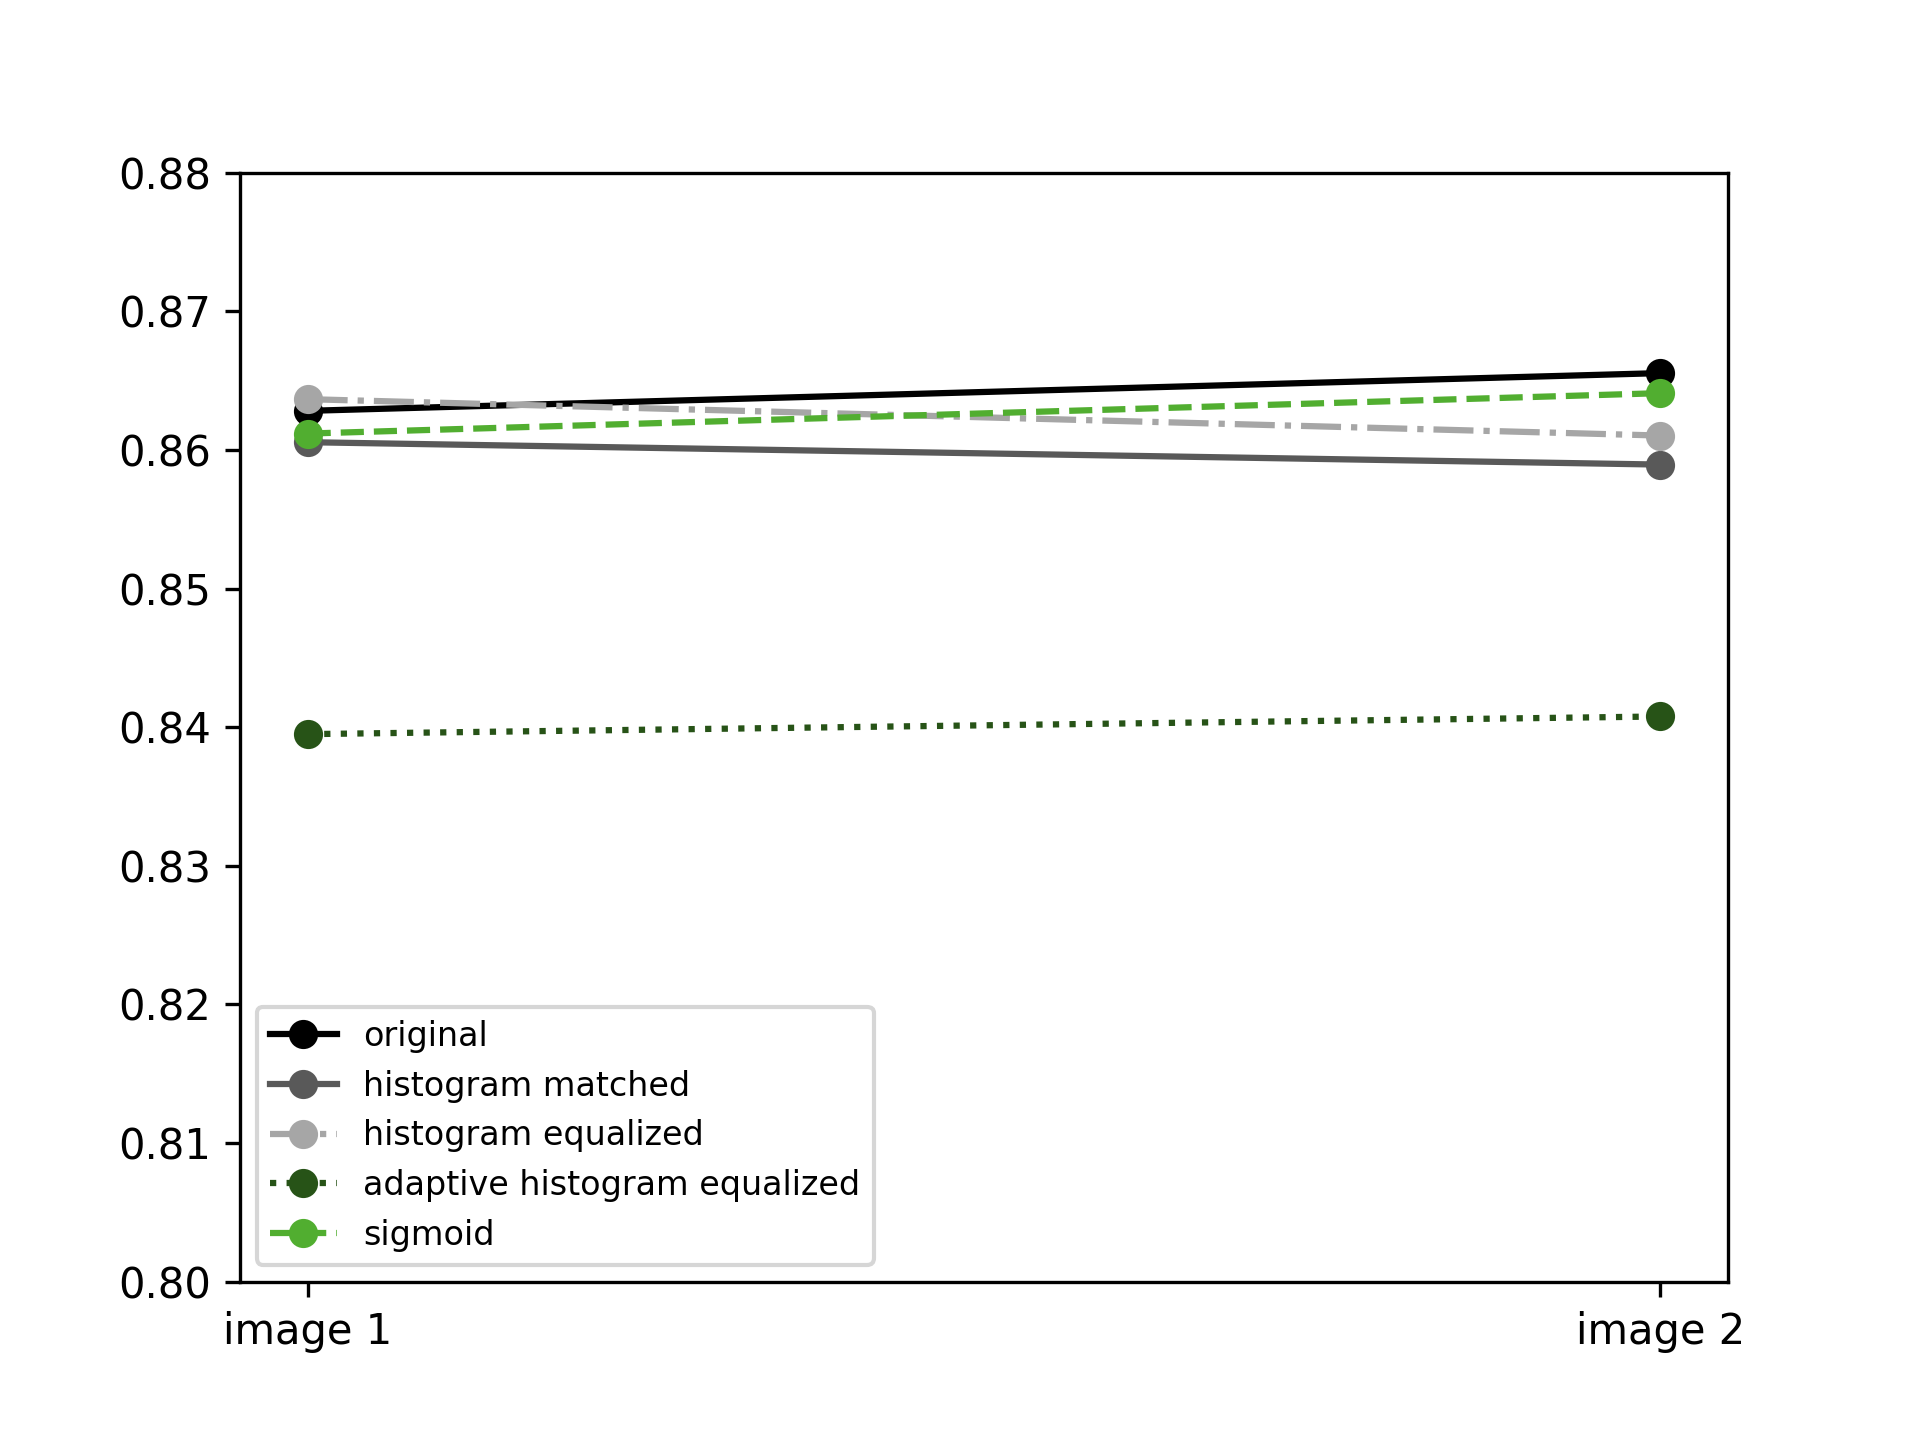 0.88
0.87
0.86
0.85
0.84
0.83
0.82
0.81
0.80
original
histogram matched
histogram equalized
adaptive histogram equalized
sigmoid
image 1
image 2